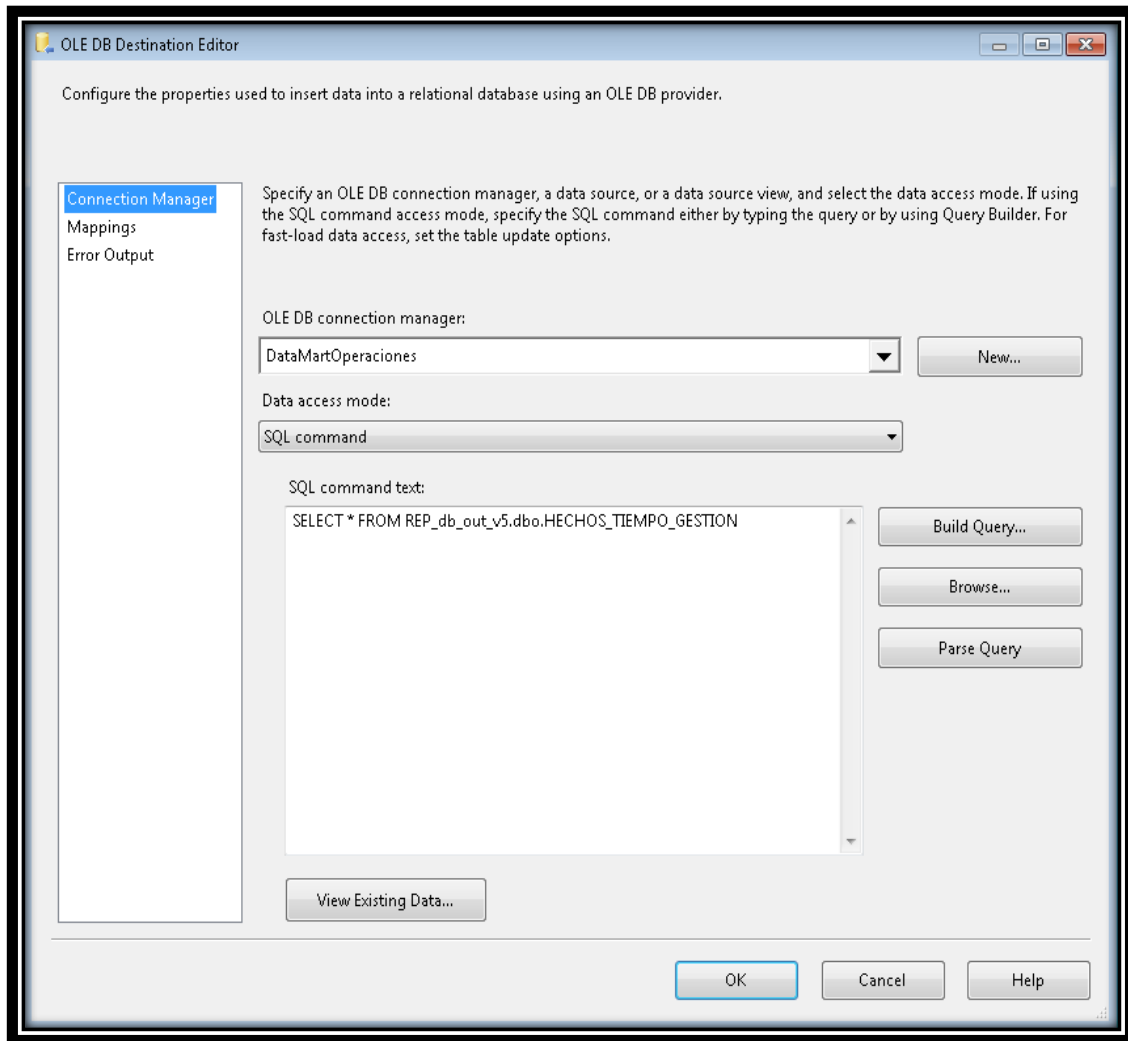 OLE DB Destination Editor
Configure the properties used to insert data into a relational database using an OLE DB provider.
Connection Manager
Mappings
Error Output
Specify an OLE DB connection manager, a data source, or a data source view, and select the data access mode. If using
the SQL command access mode, specify the SQL command either by typing the query or by using Query Builder. For
fast-load data access, set the table update options.
OLE DB connection manager:
DataMartOperaciones
New...
Data access mode:
SQL command
SQL command text:
SELECT * FROM REP_db_out_v5.dbo.HECHOS_TIEMPO_GESTION
Build Query...
Browse...
Parse Query
View Existing Data...
OK
Cancel
Help